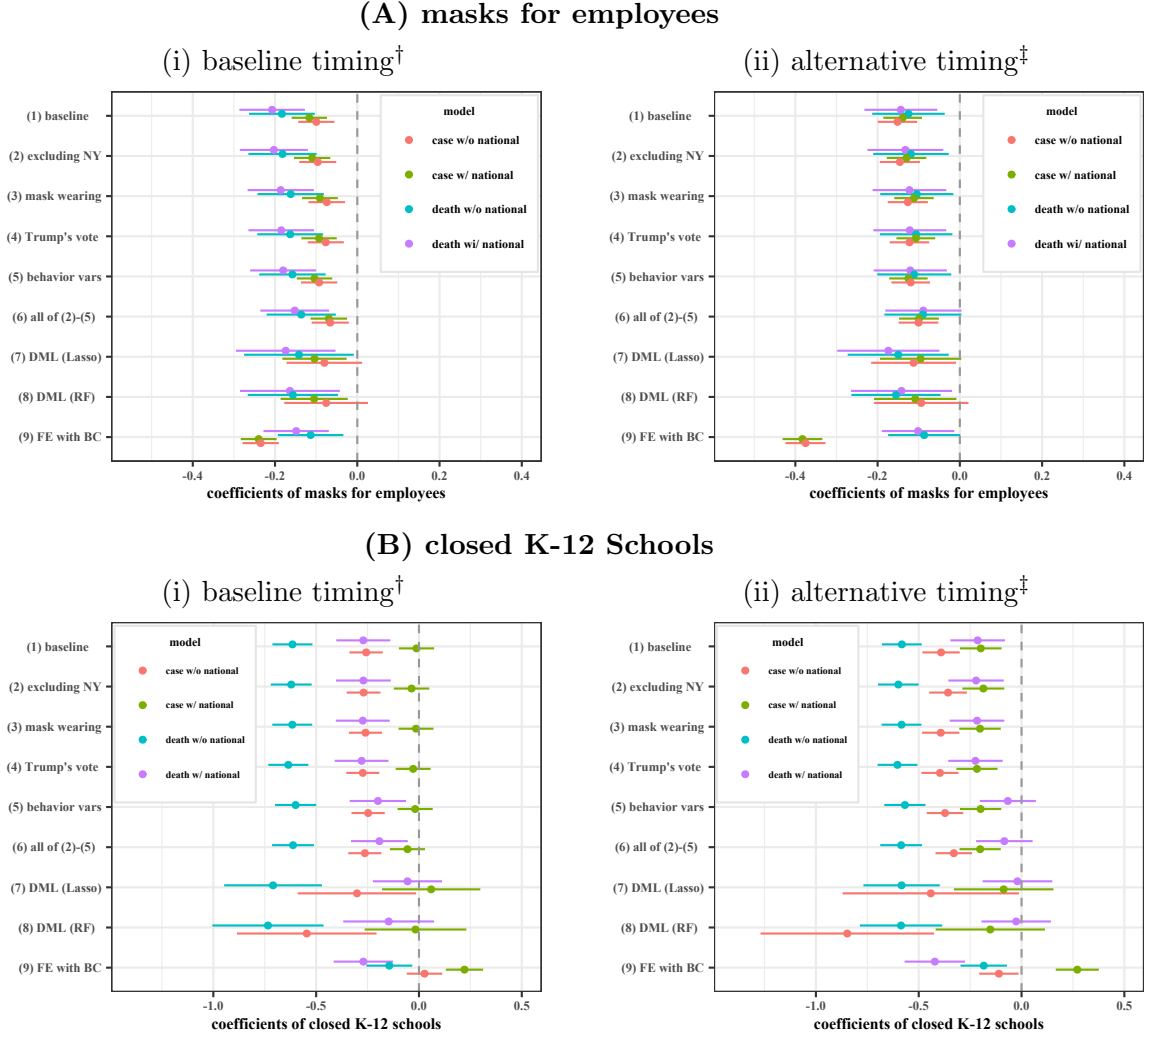 (A) masks for employees
(i) baseline timing†
(1) baseline
(2) excluding NY
(3) mask wearing
(4) Trump's vote
(5) behavior vars
(6) all of (2)-(5)
(7) DML (Lasso)
(8) DML (RF)
(9) FE with BC
model
case w/o national
case w/ national
death w/o national
death wi/ national
-0.4 -0.2 0.0 0.2 0.4
coefficients of masks for employees
(ii) alternative timing‡
(1) baseline
(2) excluding NY
(3) mask wearing
(4) Trump's vote
(5) behavior vars
(6) all of (2)-(5)
(7) DML (Lasso)
(8) DML (RF)
(9) FE with BC
model
case w/o national
case w/ national
death w/o national
death wi/ national
-0.4 -0.2 0.0 0.2 0.4
coefficients of masks for employees
(B) closed K-12 Schools
(i) baseline timing†
(1) baseline
(2) excluding NY
(3) mask wearing
(4) Trump's vote
(5) behavior vars
(6) all of (2)-(5)
(7) DML (Lasso)
(8) DML (RF)
(9) FE with BC
model
case w/o national
case w/ national
death w/o national
death w/ national
-1.0 -0.5 0.0 0.5
coefficients of closed K-12 schools
(ii) alternative timing‡
(1) baseline
(2) excluding NY
(3) mask wearing
(4) Trump's vote
(5) behavior vars
(6) all of (2)-(5)
(7) DML (Lasso)
(8) DML (RF)
(9) FE with BC
model
case w/o national
case w/ national
death w/o national
death w/ national
-1.0 -0.5 0.0 0.5
coefficients of closed K-12 schools